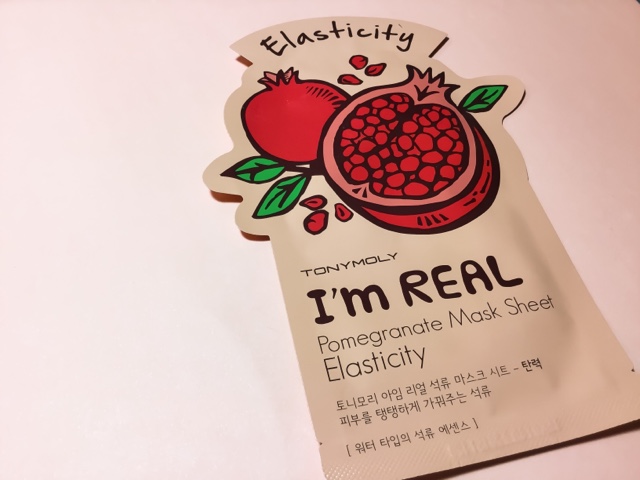 Elasticity
TONYMOLY
I'm REAL
Pomegranate Mask Sheet
Elasticity
토니모리 아임 리얼 석류 마스크 시트 - 탄력
피부를 탱탱하게 가꿔주는 석류
[ 워터 타입의 석류 에센스 ]